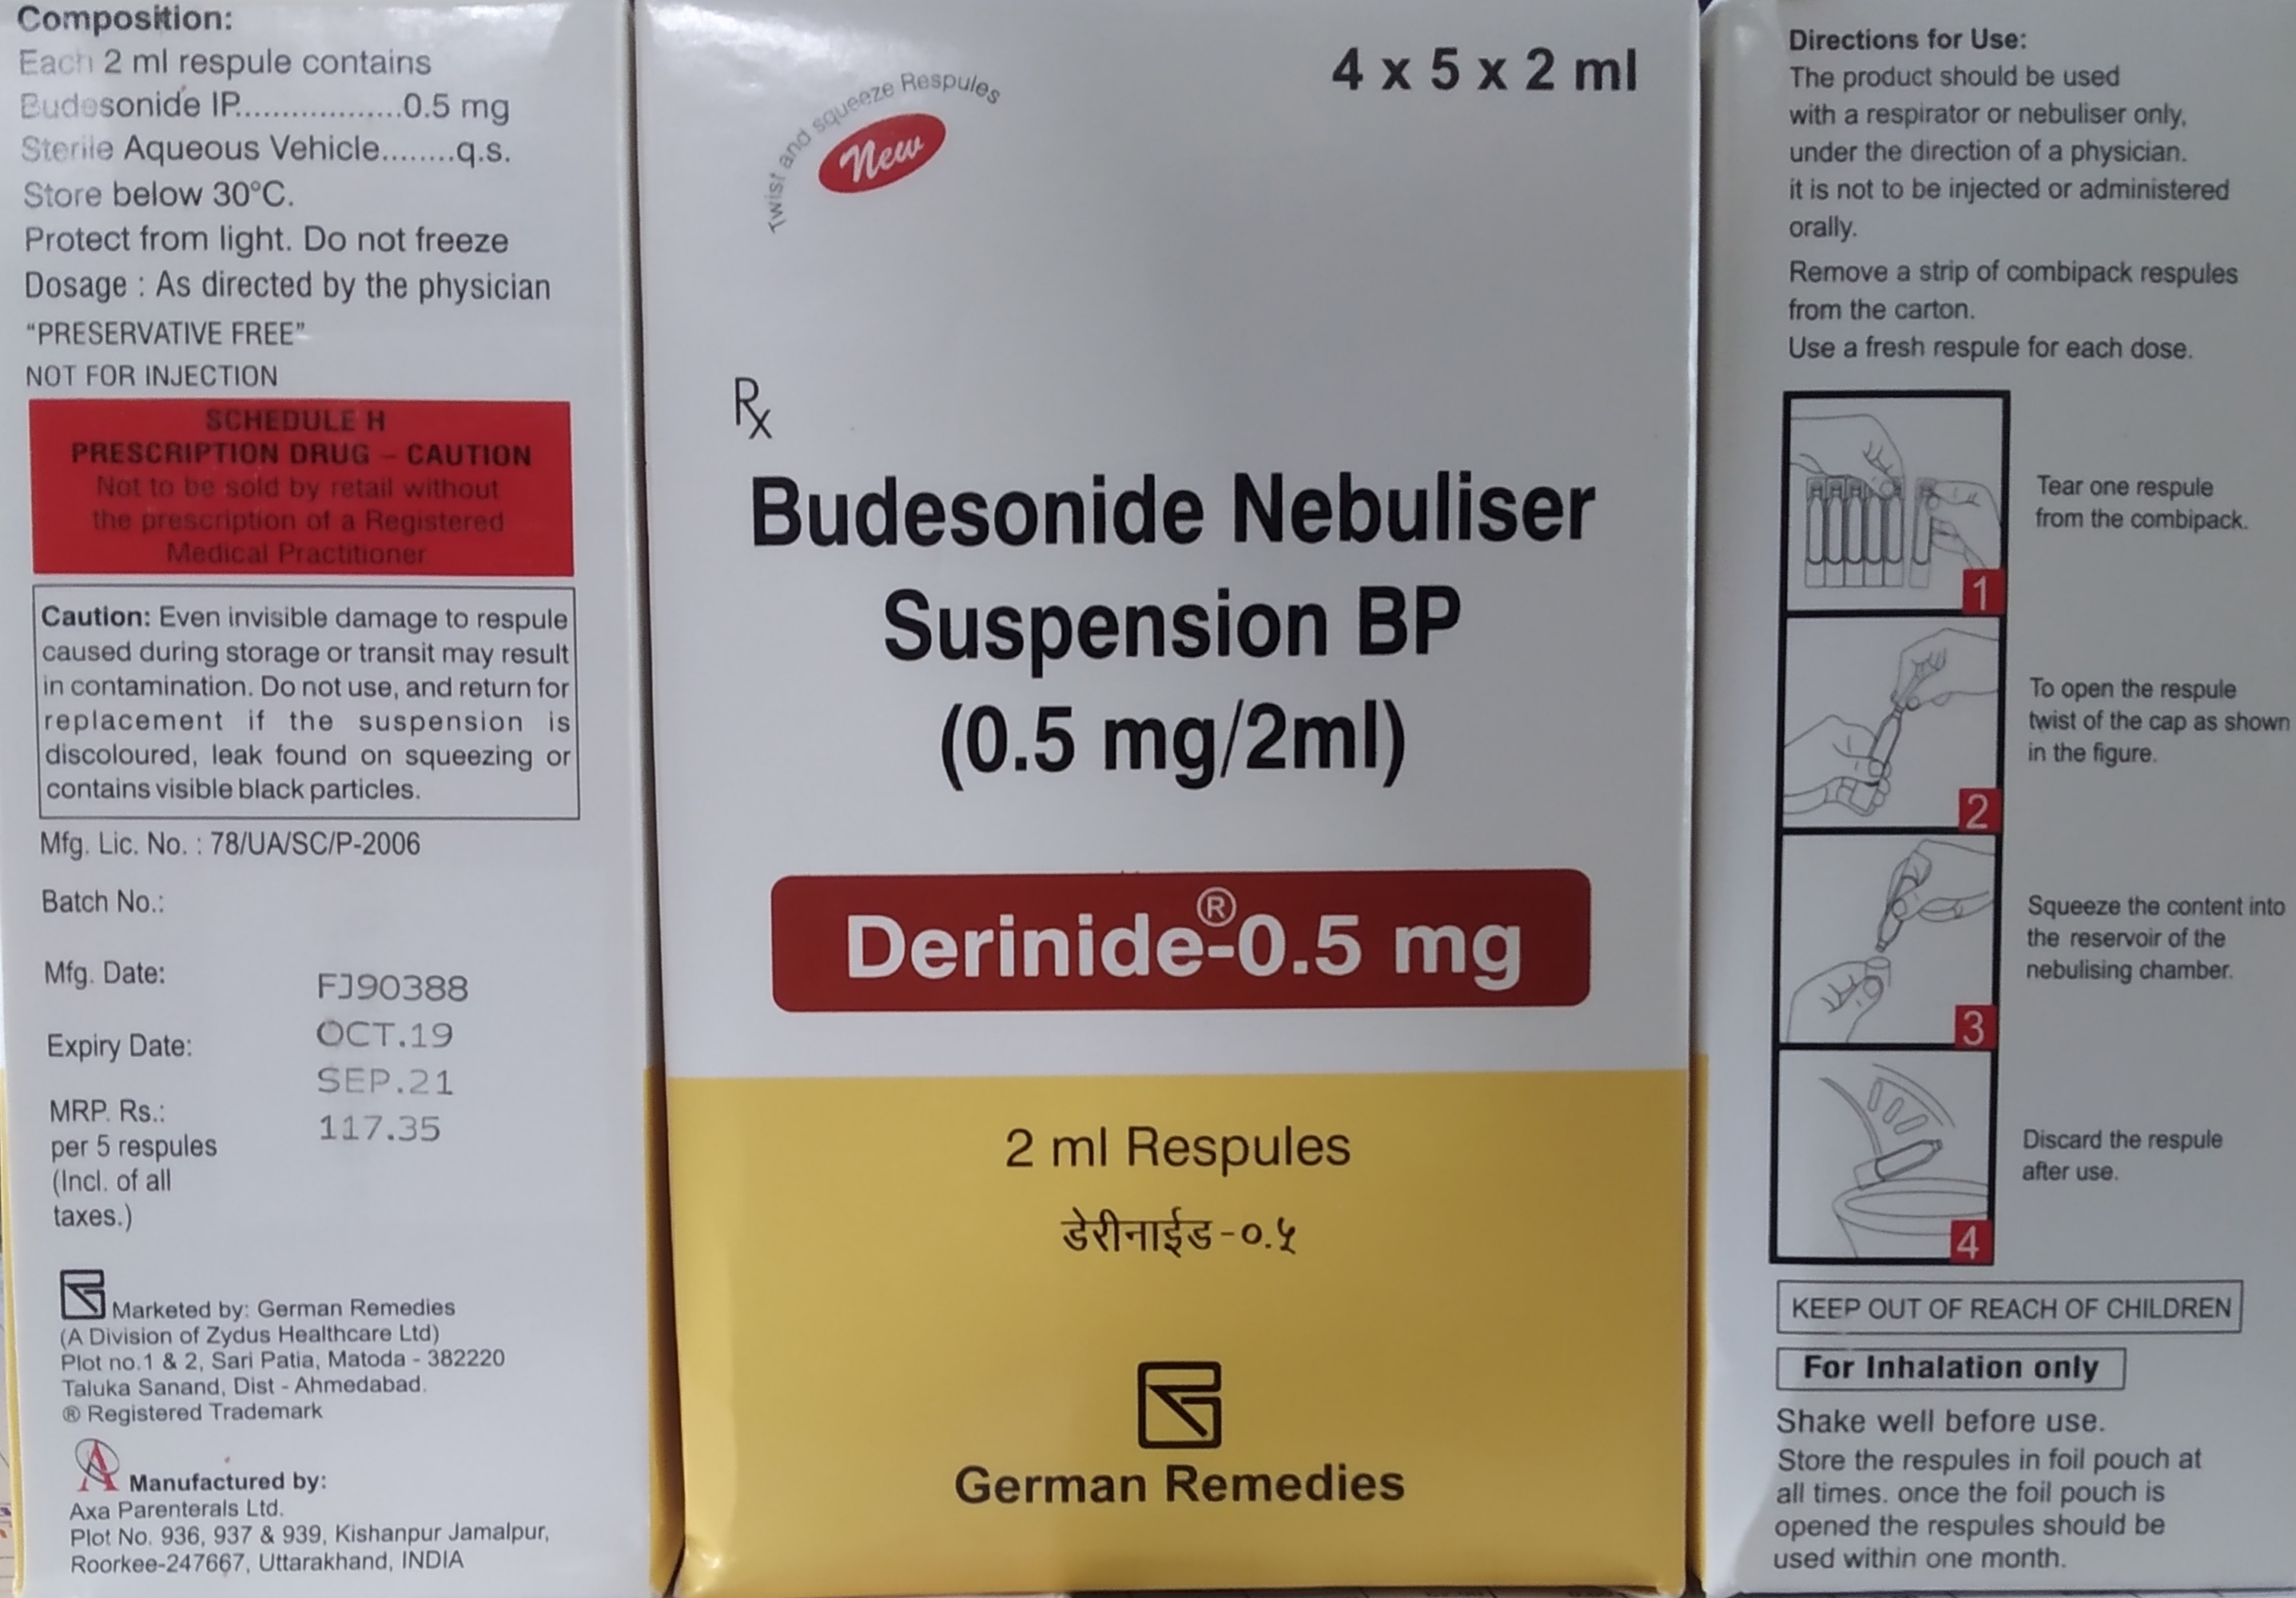 Composition:
Each 2 ml respule contains
Budesonide IP..................0.5 mg
Sterile Aqueous Vehicle........q.s.
Store below 30°C.
Protect from light. Do not freeze
Dosage : As directed by the physician
“PRESERVATIVE FREE”
NOT FOR INJECTION
SCHEDULE H
PRESCRIPTION DRUG – CAUTION
Not to be sold by retail without
the prescription of a Registered
Medical Practitioner
Caution: Even invisible damage to respule
caused during storage or transit may result
in contamination. Do not use, and return for
replacement if the suspension is
discoloured, leak found on squeezing or
contains visible black particles.
Mfg. Lic. No. : 78/UA/SC/P-2006
Batch No.:
Mfg. Date:
Expiry Date:
MRP. Rs.:
per 5 respules
(Incl. of all
taxes.)
FJ90388
OCT.19
SEP.21
117.35
Marketed by: German Remedies
(A Division of Zydus Healthcare Ltd)
Plot no.1 & 2, Sari Patia, Matoda - 382220
Taluka Sanand, Dist - Ahmedabad.
® Registered Trademark
Manufactured by:
Axa Parenterals Ltd.
Plot No. 936, 937 & 939, Kishanpur Jamalpur,
Roorkee-247667, Uttarakhand, INDIA
4 x 5 x 2 ml
Twist and squeeze Respules
New
Rx
Budesonide Nebuliser
Suspension BP
(0.5 mg/2ml)
Derinide®-0.5 mg
2 ml Respules
डेरीनाईड-०.५
German Remedies
Directions for Use:
The product should be used
with a respirator or nebuliser only,
under the direction of a physician.
it is not to be injected or administered
orally.
Remove a strip of combipack respules
from the carton.
Use a fresh respule for each dose.
1
Tear one respule
from the combipack.
2
To open the respule
twist of the cap as shown
in the figure.
3
Squeeze the content into
the reservoir of the
nebulising chamber.
4
Discard the respule
after use.
KEEP OUT OF REACH OF CHILDREN
For Inhalation only
Shake well before use.
Store the respules in foil pouch at
all times. once the foil pouch is
opened the respules should be
used within one month.